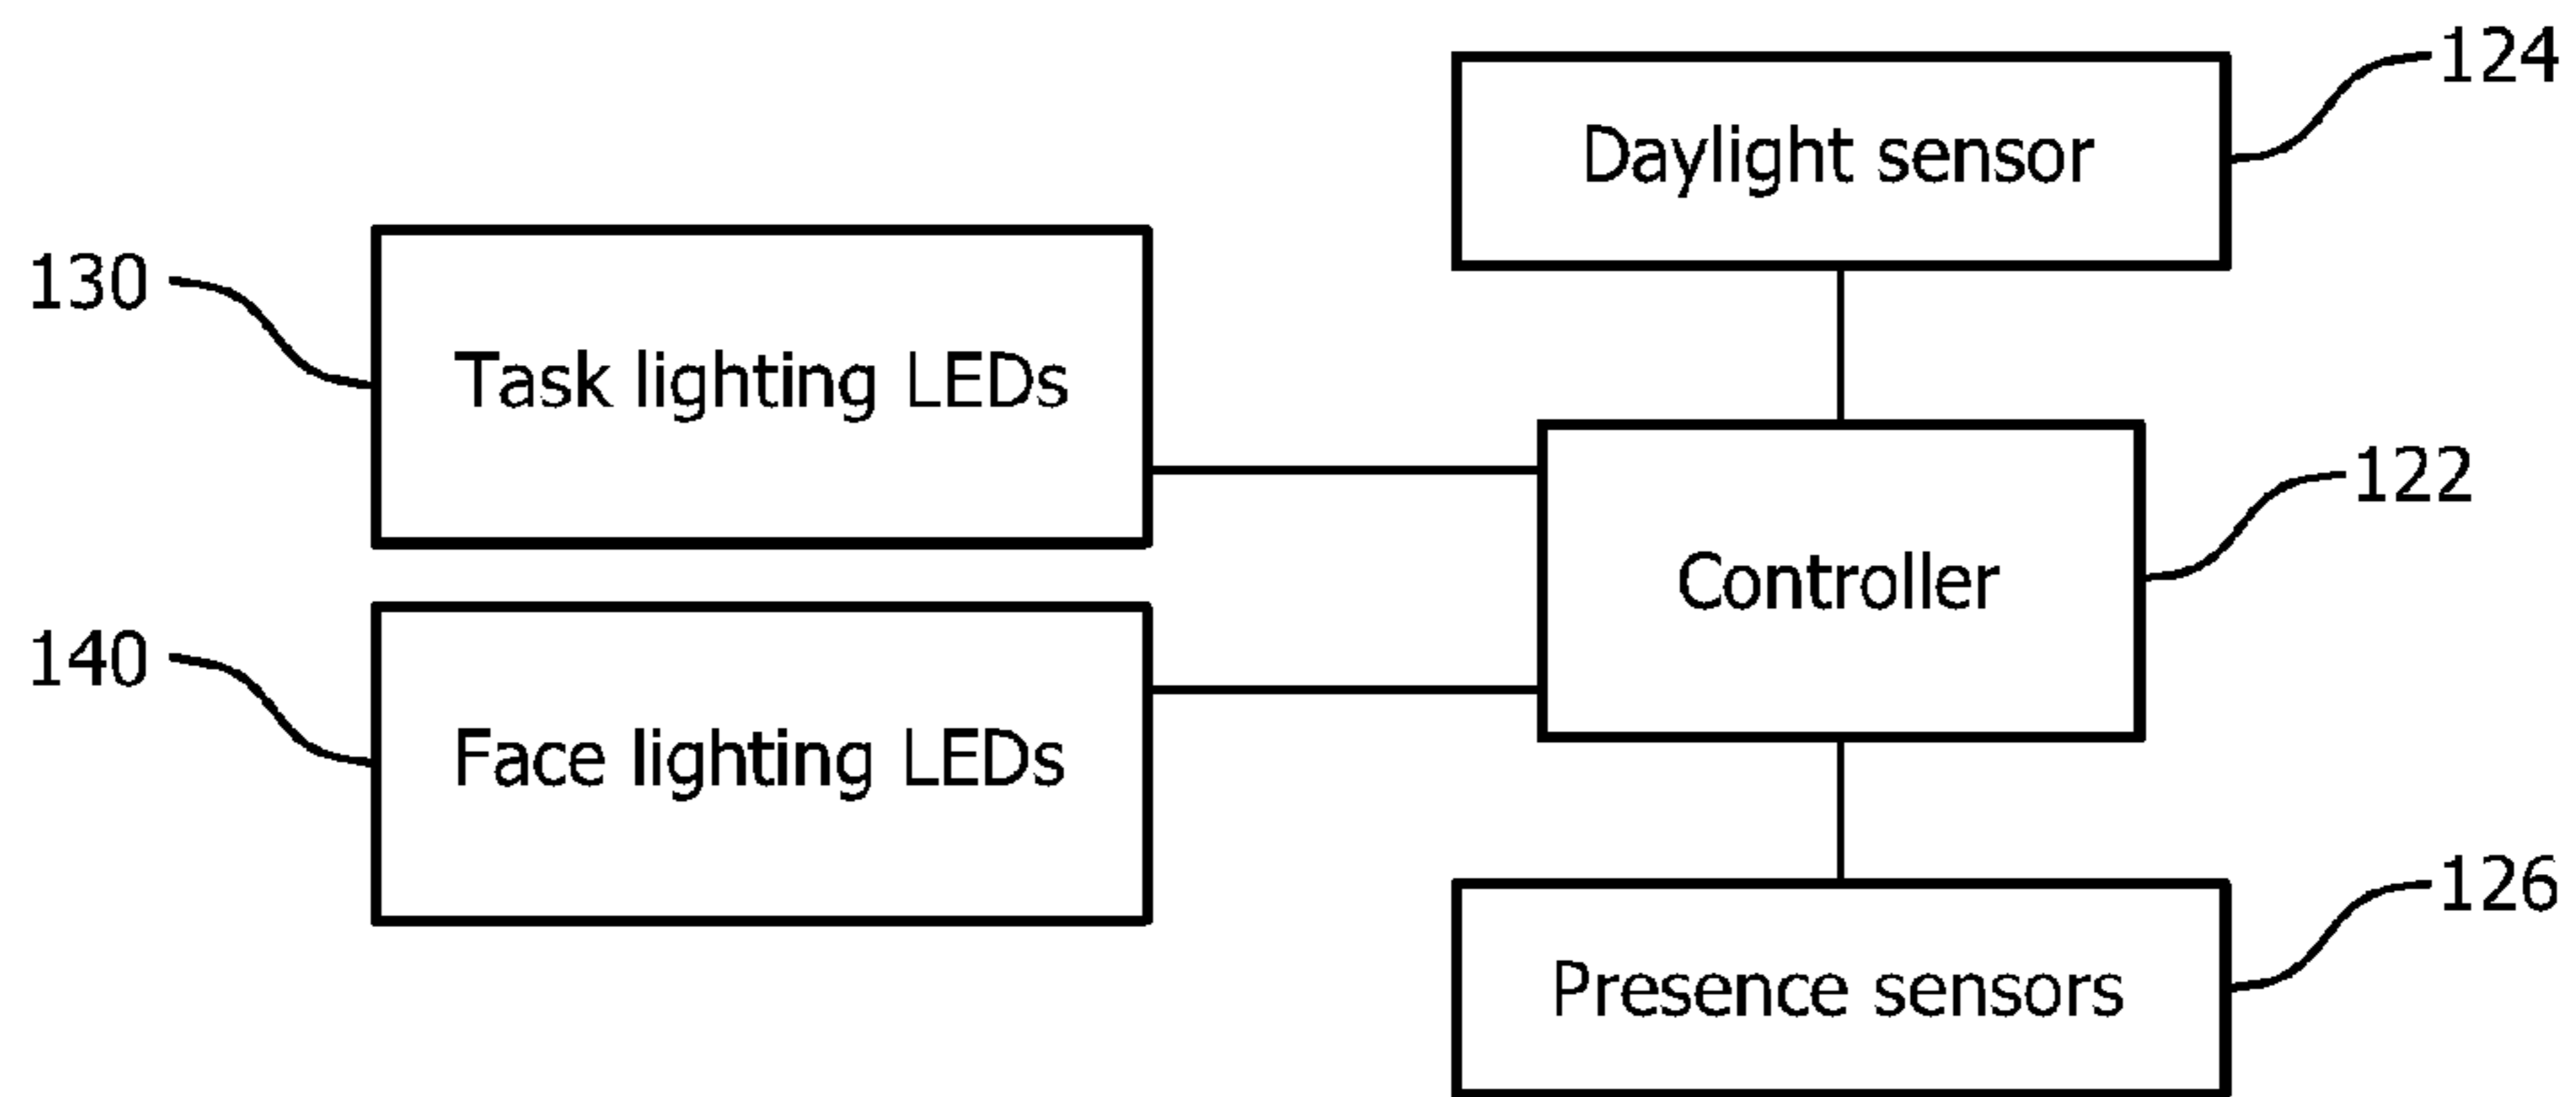 124
Daylight sensor
130
Task lighting LEDs
122
Controller
140
Face lighting LEDs
126
Presence sensors